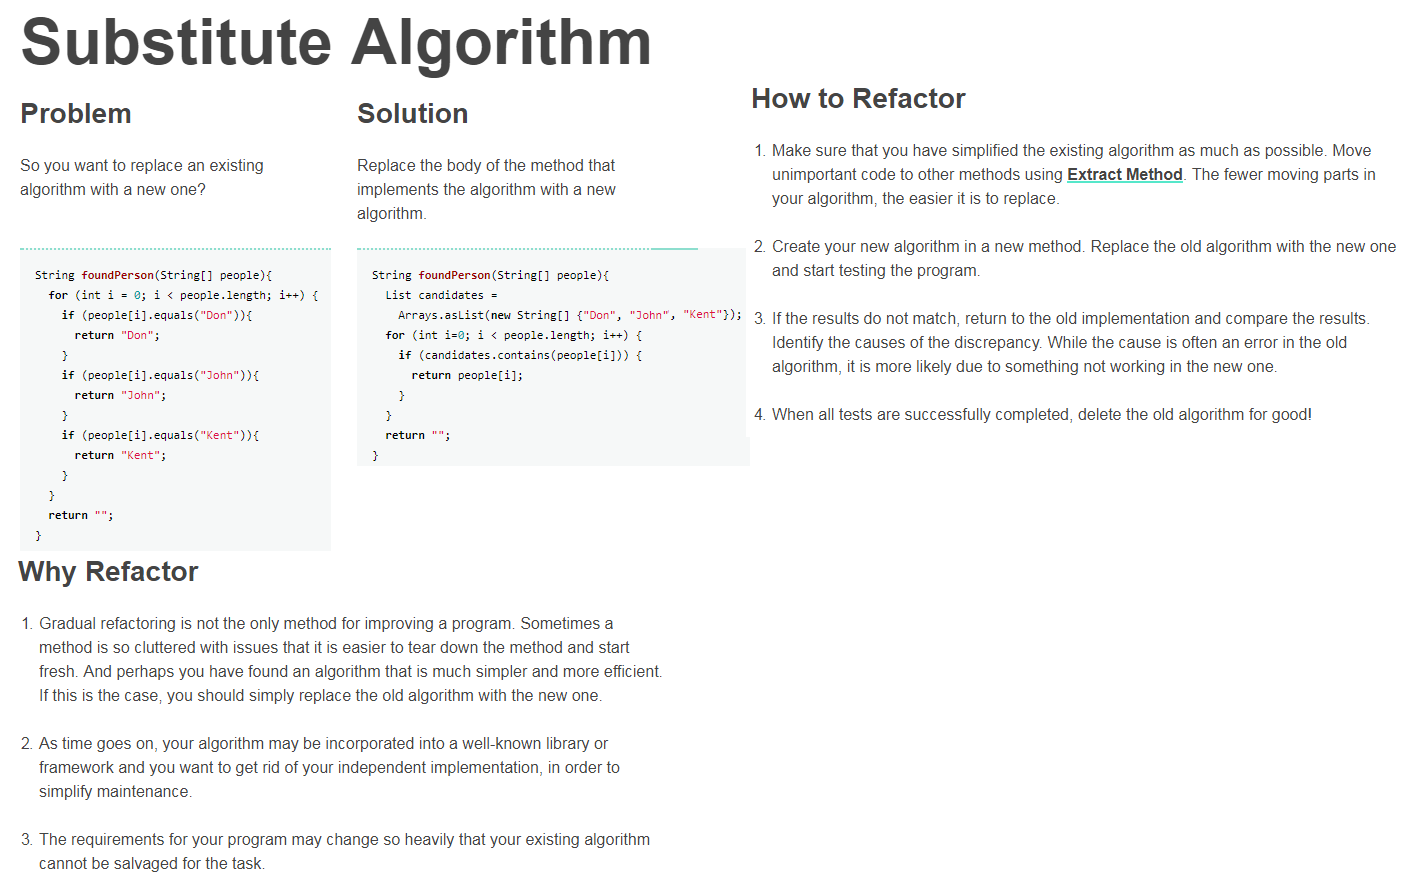 Substitute Algorithm
Problem
So you want to replace an existing
algorithm with a new one?
String foundPerson(String[] people){
  for (int i = 0; i < people.length; i++) {
    if (people[i].equals("Don")){
      return "Don";
    }
    if (people[i].equals("John")){
      return "John";
    }
    if (people[i].equals("Kent")){
      return "Kent";
    }
  }
  return "";
}
Solution
Replace the body of the method that
implements the algorithm with a new
algorithm.
String foundPerson(String[] people){
  List candidates =
    Arrays.asList(new String[] {"Don", "John", "Kent"});
  for (int i=0; i < people.length; i++) {
    if (candidates.contains(people[i])) {
      return people[i];
    }
  }
  return "";
}
How to Refactor
1. Make sure that you have simplified the existing algorithm as much as possible. Move
unimportant code to other methods using Extract Method. The fewer moving parts in
your algorithm, the easier it is to replace.
2. Create your new algorithm in a new method. Replace the old algorithm with the new one
and start testing the program.
3. If the results do not match, return to the old implementation and compare the results.
Identify the causes of the discrepancy. While the cause is often an error in the old
algorithm, it is more likely due to something not working in the new one.
4. When all tests are successfully completed, delete the old algorithm for good!
Why Refactor
1. Gradual refactoring is not the only method for improving a program. Sometimes a
method is so cluttered with issues that it is easier to tear down the method and start
fresh. And perhaps you have found an algorithm that is much simpler and more efficient.
If this is the case, you should simply replace the old algorithm with the new one.
2. As time goes on, your algorithm may be incorporated into a well-known library or
framework and you want to get rid of your independent implementation, in order to
simplify maintenance.
3. The requirements for your program may change so heavily that your existing algorithm
cannot be salvaged for the task.